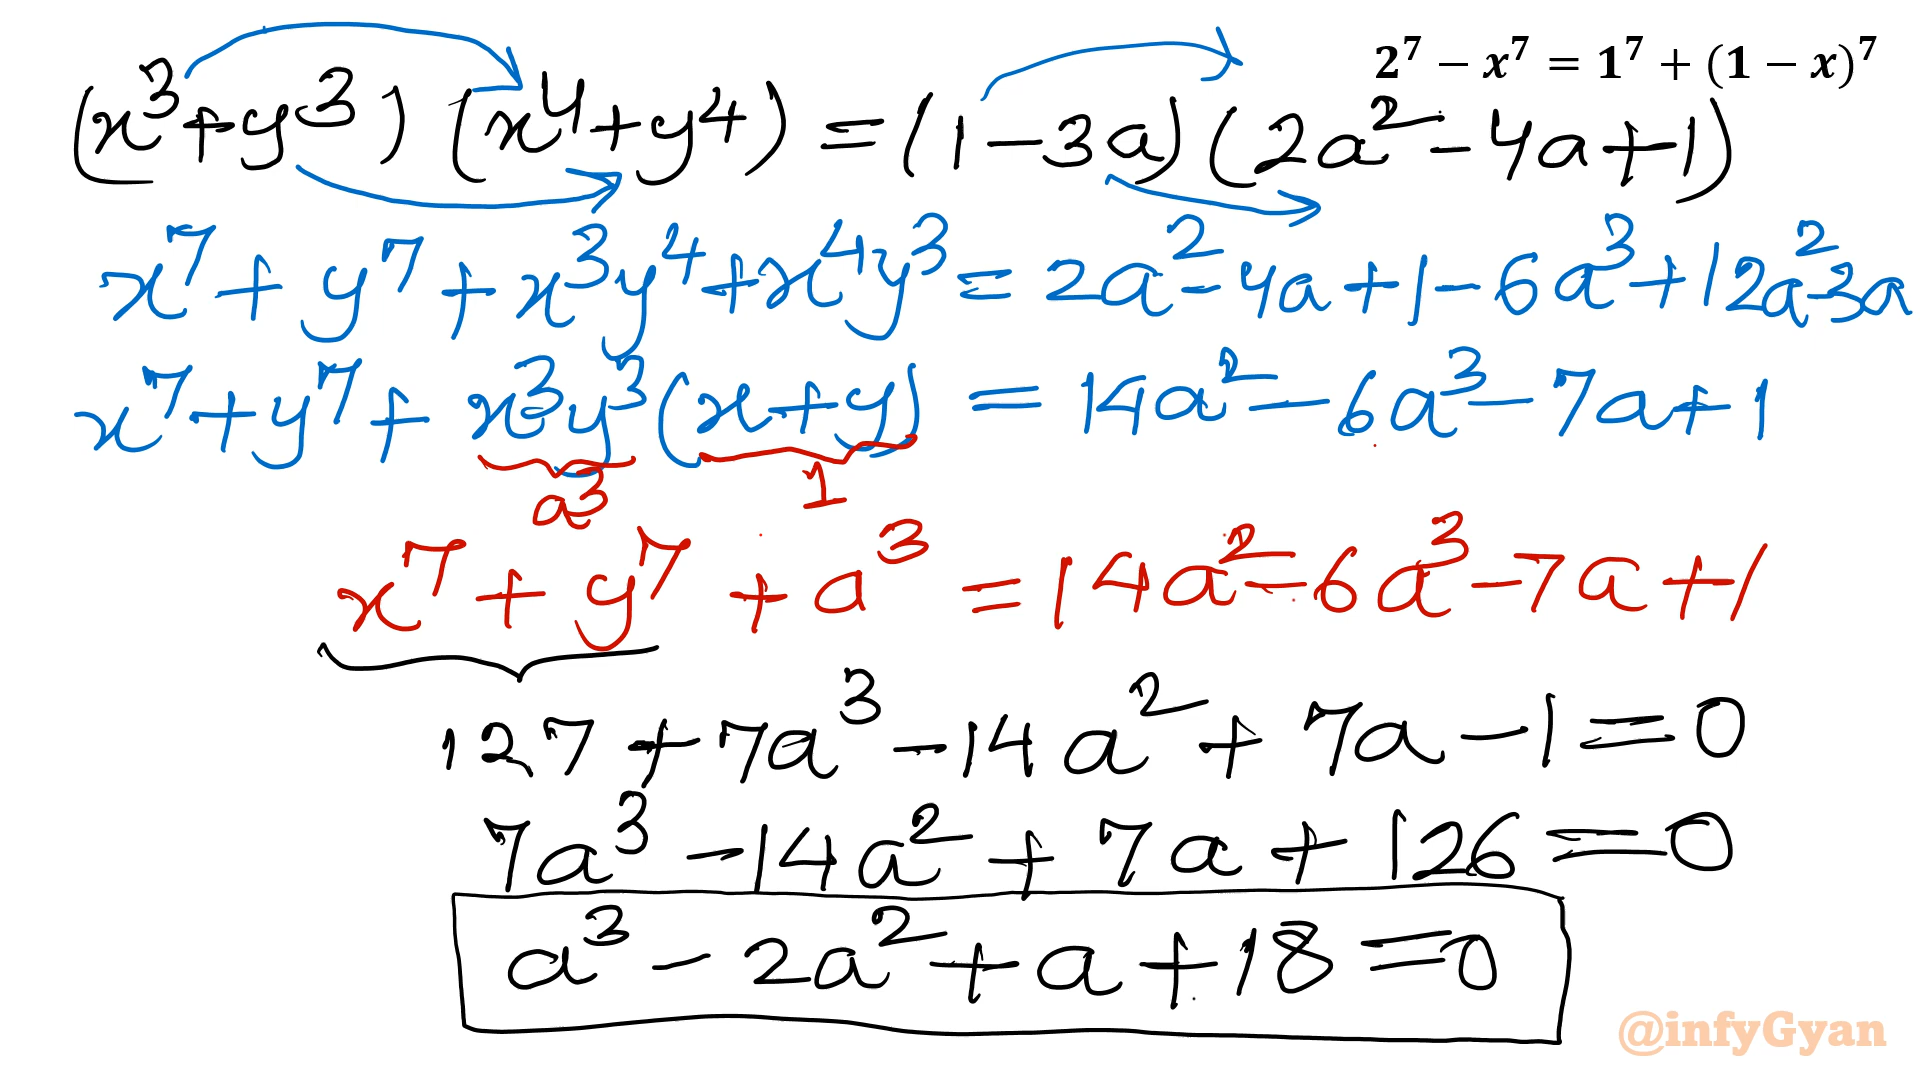 2⁷ − x⁷ = 1⁷ + (1 − x)⁷
(x³+y³) (x⁴+y⁴) = (1−3a)(2a²−4a+1)
x⁷+y⁷+x³y⁴+x⁴y³=2a²−4a+1−6a³+12a²−3a
x⁷+y⁷+x³y³(x+y) = 14a²−6a³−7a+1
a³ 1
x⁷+y⁷+a³=14a²−6a³−7a+1
127+7a³−14a²+7a−1=0
7a³−14a²+7a+126=0
a³−2a²+a+18=0
@infyGyan